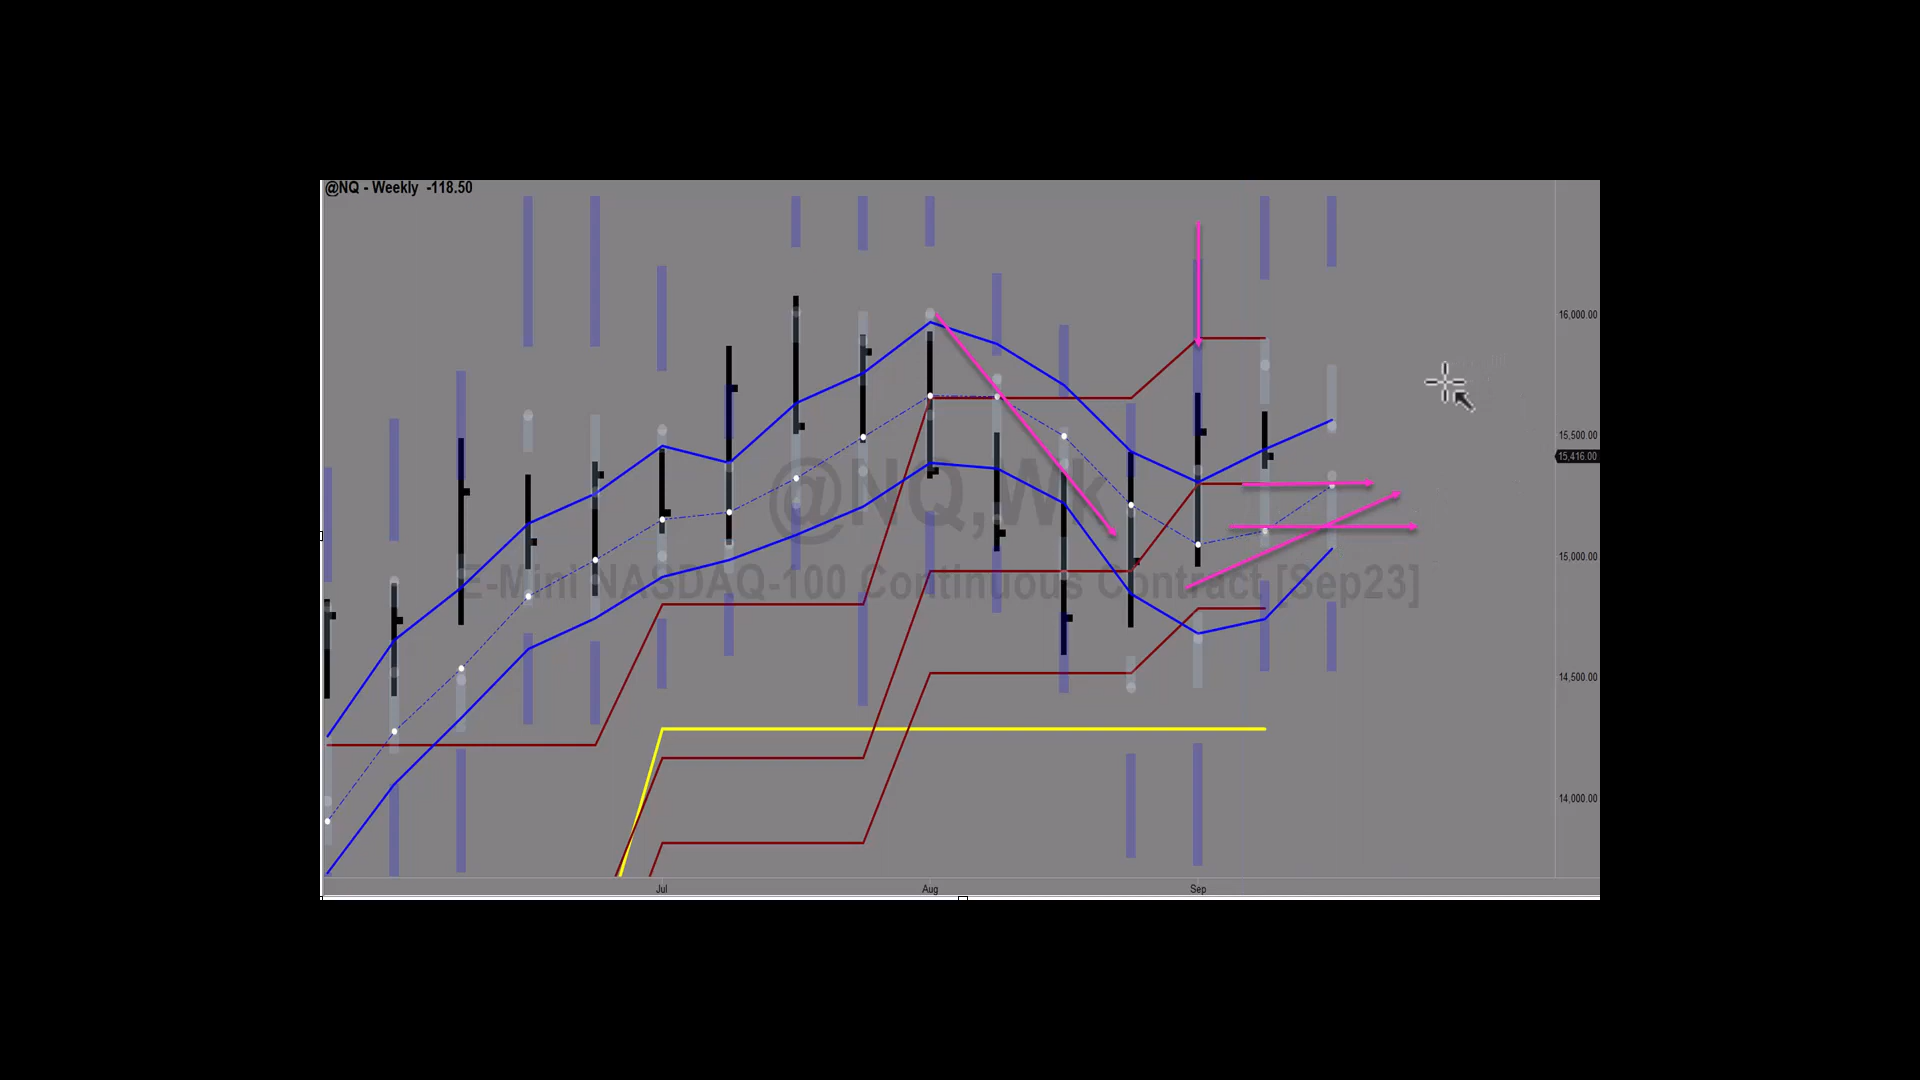 @NQ - Weekly -118.50
16,000.00
15,500.00
15,416.00
@NQ,Wk
15,000.00
E-Mini NASDAQ-100 Continuous Contract [Sep23]
14,500.00
14,000.00
Jul Aug Sep